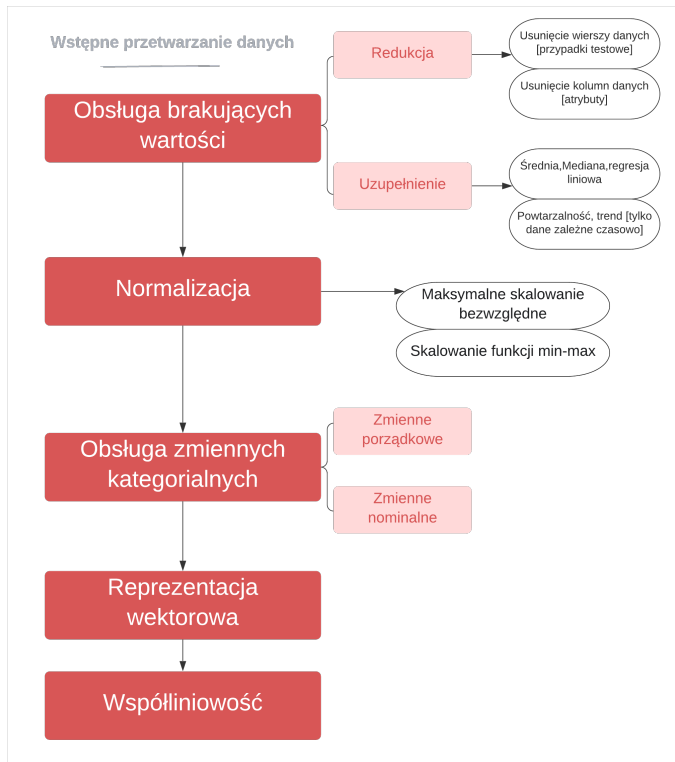 Wstępne przetwarzanie danych
Obsługa brakujących
wartości
Redukcja
Usunięcie wierszy danych
[przypadki testowe]
Usunięcie kolumn danych
[atrybuty]
Uzupełnienie
Średnia,Mediana,regresja
liniowa
Powtarzalność, trend [tylko
dane zależne czasowo]
Normalizacja
Maksymalne skalowanie
bezwzględne
Skalowanie funkcji min-max
Obsługa zmiennych
kategorialnych
Zmienne
porządkowe
Zmienne
nominalne
Reprezentacja
wektorowa
Współliniowość